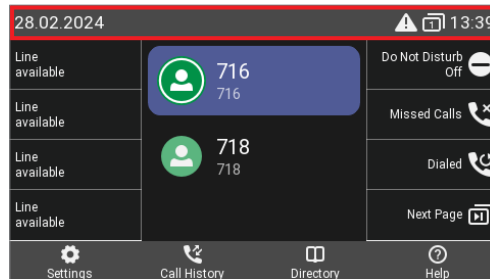 28.02.2024 1 13:39
Line
available
Line
available
Line
available
Line
available
716
716
718
718
Do Not Disturb
Off
Missed Calls
Dialed
Next Page
Settings
Call History
Directory
Help